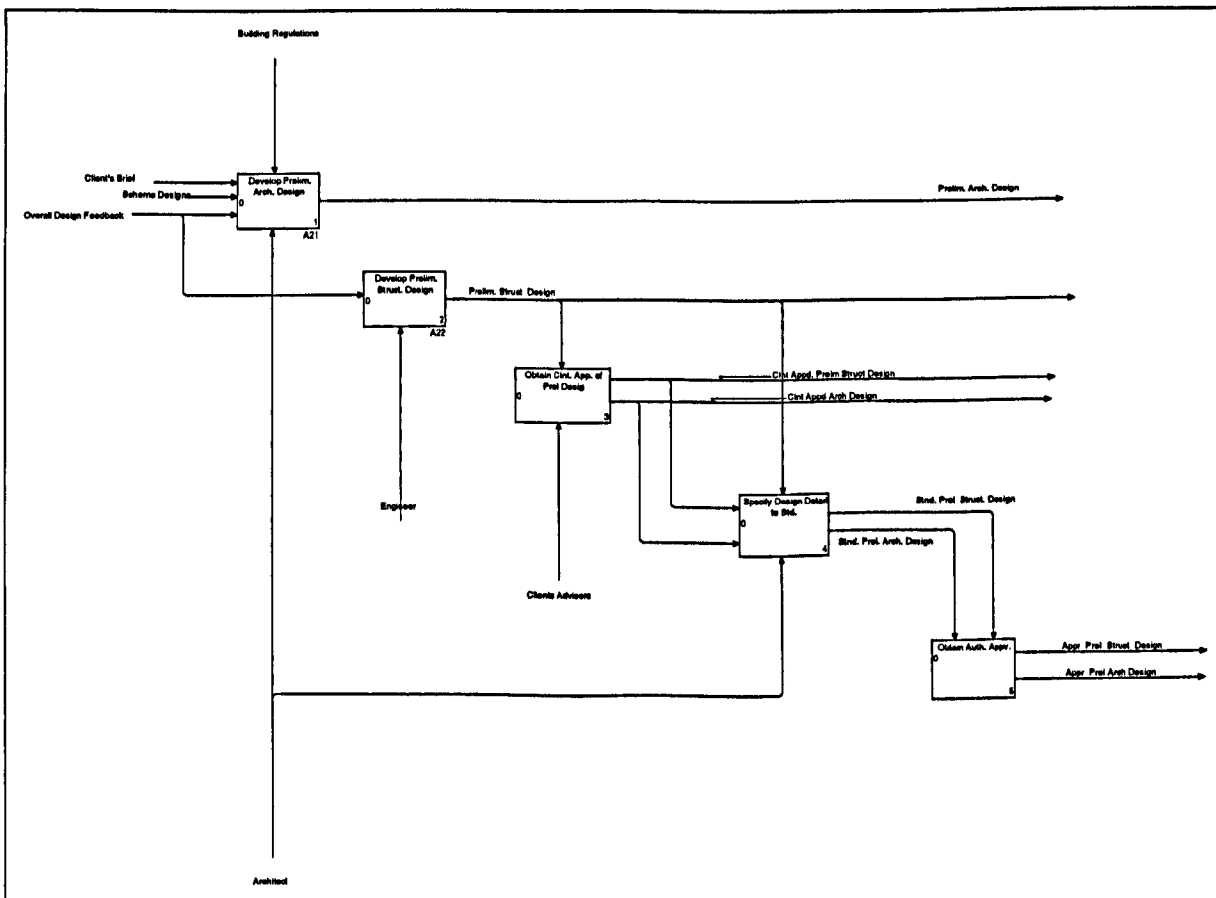 Building Regulations
Client's Brief
Scheme Designs
Overall Design Feedback
Develop Prelim.
Arch. Design
0
1
A21
Prelim. Arch. Design
Develop Prelim.
Struct. Design
0
2
A22
Prelim. Struct Design
Obtain Clnt. App. of
Prel Desig
0
3
Clnt Appd. Prelm Struct Design
Clnt Appd Arch Design
Engineer
Clients Advisers
Specify Design Detail
to Std.
0
4
Stnd. Prel Struct. Design
Stnd. Prel. Arch. Design
Obtain Auth. Appv.
0
5
Appr Prel Struct Design
Appr Prel Arch Design
Architect